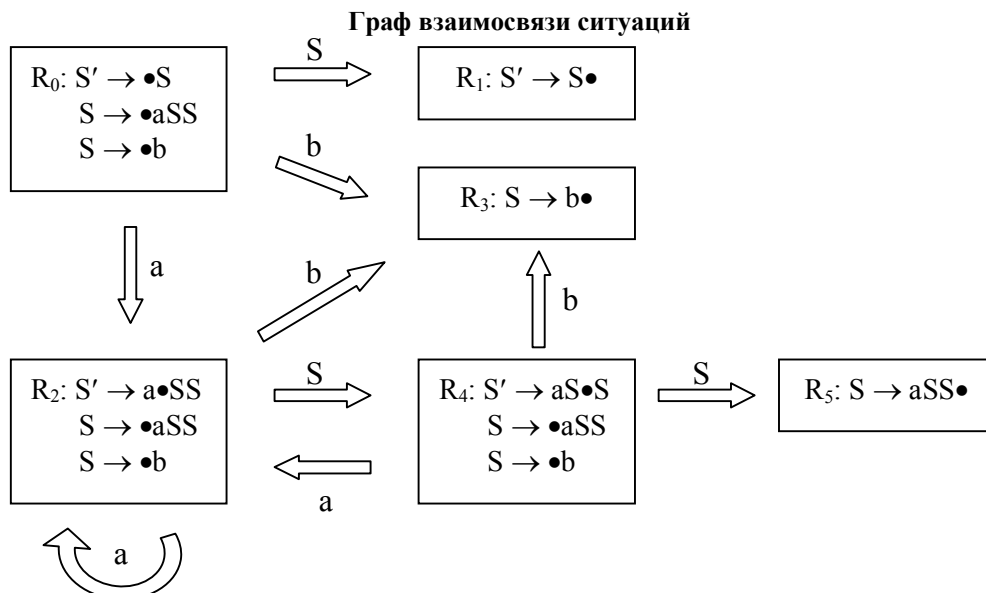 Граф взаимосвязи ситуаций
R₀: S′ → •S
S → •aSS
S → •b
S
R₁: S′ → S•
b
R₃: S → b•
a
b
b
R₂: S′ → a•SS
S → •aSS
S → •b
S
a
R₄: S′ → aS•S
S → •aSS
S → •b
S
R₅: S → aSS•
a